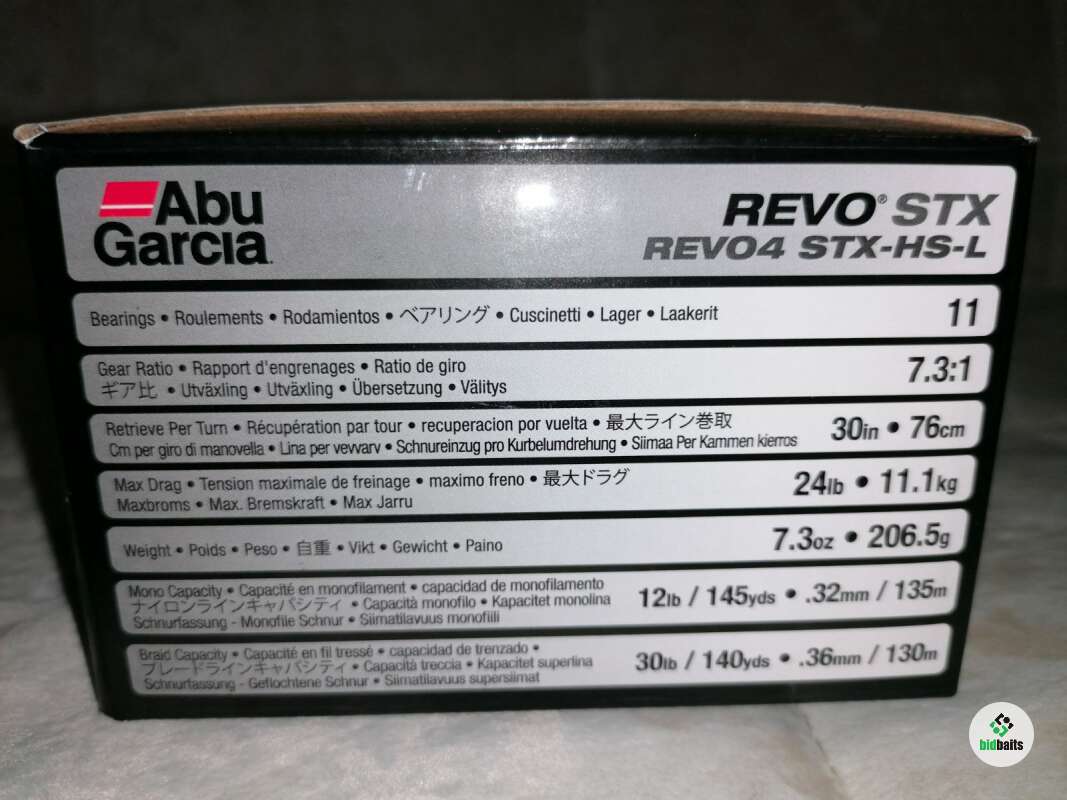 Abu
Garcia
REVO® STX
REVO4 STX-HS-L
Bearings • Roulements • Rodamientos • ベアリング • Cuscinetti • Lager • Laakerit
11
Gear Ratio • Rapport d'engrenages • Ratio de giro
ギア比 • Utväxling • Utväxling • Übersetzung • Välitys
7.3:1
Retrieve Per Turn • Récupération par tour • recuperacion por vuelta • 最大ライン巻取
Cm per giro di manovella • Lina per vevvarv • Schnureinzug pro Kurbelumdrehung • Siimaa Per Kammen kierros
30in • 76cm
Max Drag • Tension maximale de freinage • maximo freno • 最大ドラグ
Maxbroms • Max. Bremskraft • Max Jarru
24lb • 11.1kg
Weight • Poids • Peso • 自重 • Vikt • Gewicht • Paino
7.3oz • 206.5g
Mono Capacity • Capacité en monofilament • capacidad de monofilamento
ナイロンラインキャパシティ • Capacità monofilo • Kapacitet monolina
Schnurfassung - Monofile Schnur • Siimatilavuus monofiili
12lb / 145yds • .32mm / 135m
Braid Capacity • Capacité en fil tressé • capacidad de trenzado •
ブレードラインキャパシティ • Capacità treccia • Kapacitet superlina
Schnurfassung - Geflochtene Schnur • Siimatilavuus supersiimat
30lb / 140yds • .36mm / 130m
bidbaits